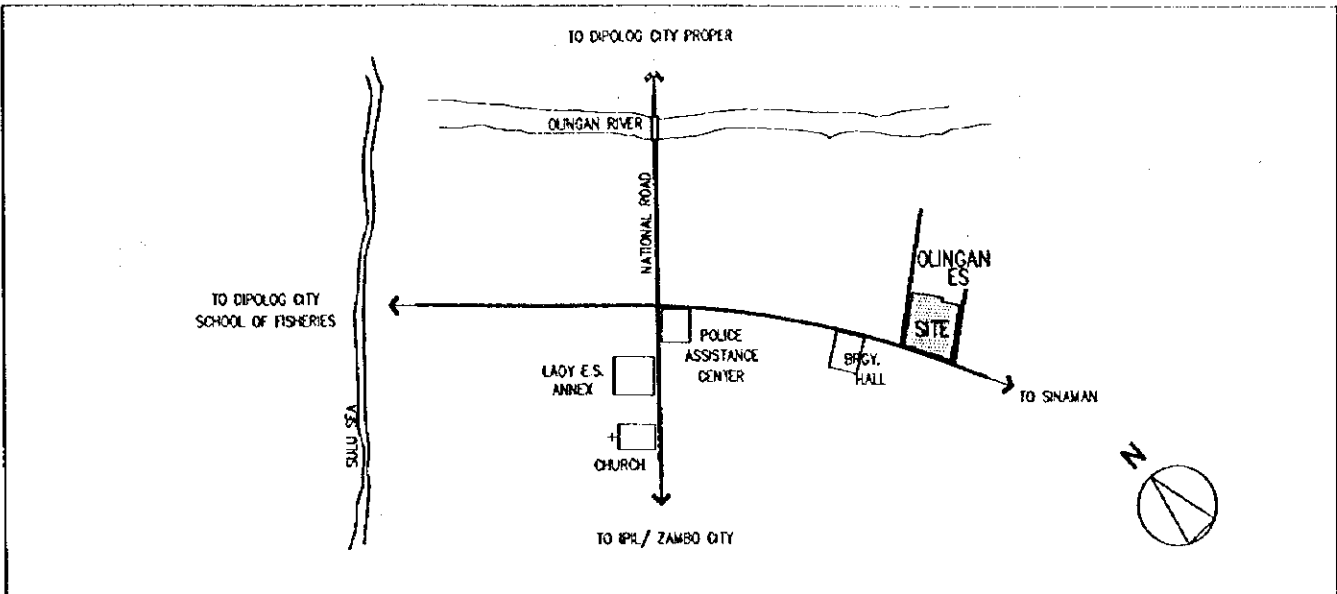 TO DIPOLOG CITY PROPER
OLINGAN RIVER
NATIONAL ROAD
OLINGAN
ES
SITE
TO DIPOLOG CITY
SCHOOL OF FISHERIES
POLICE
ASSISTANCE
CENTER
LADY E.S.
ANNEX
BRGY.
HALL
TO SINAMAN
SULU SEA
CHURCH
N
TO IPIL/ ZAMBO CITY